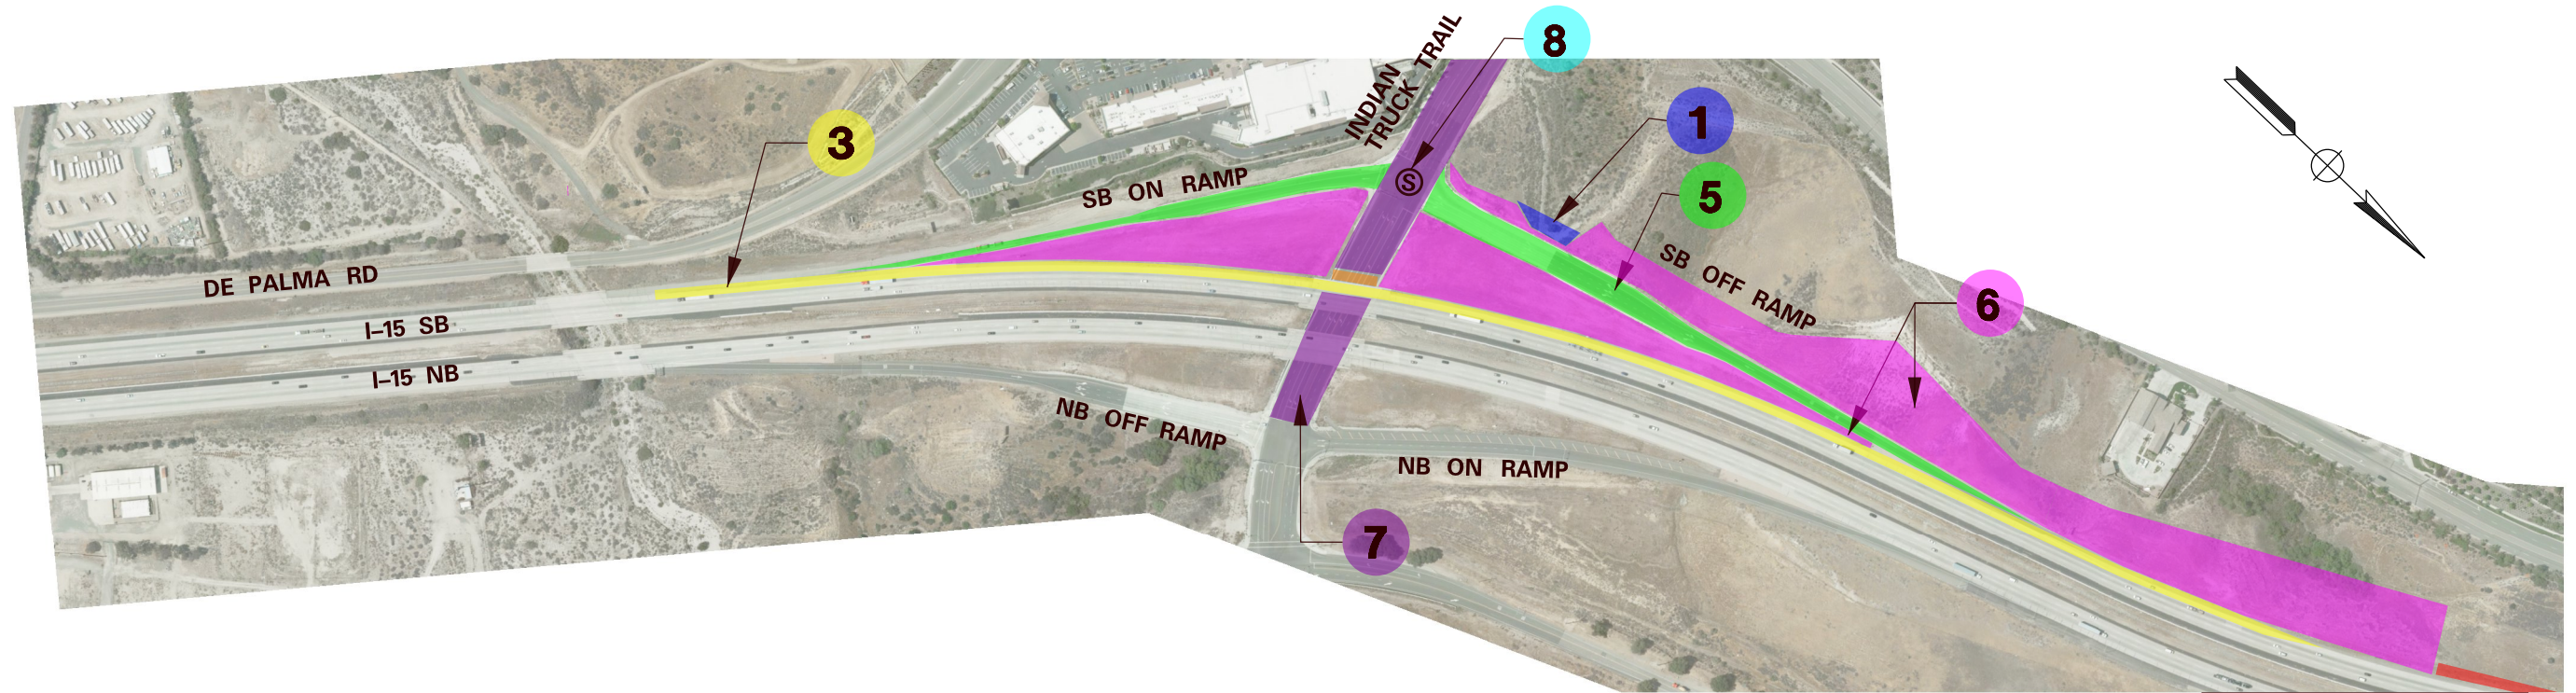 8
INDIAN
TRUCK TRAIL
1
3
S
SB ON RAMP
5
SB OFF RAMP
6
DE PALMA RD
I-15 SB
I-15 NB
NB OFF RAMP
NB ON RAMP
7